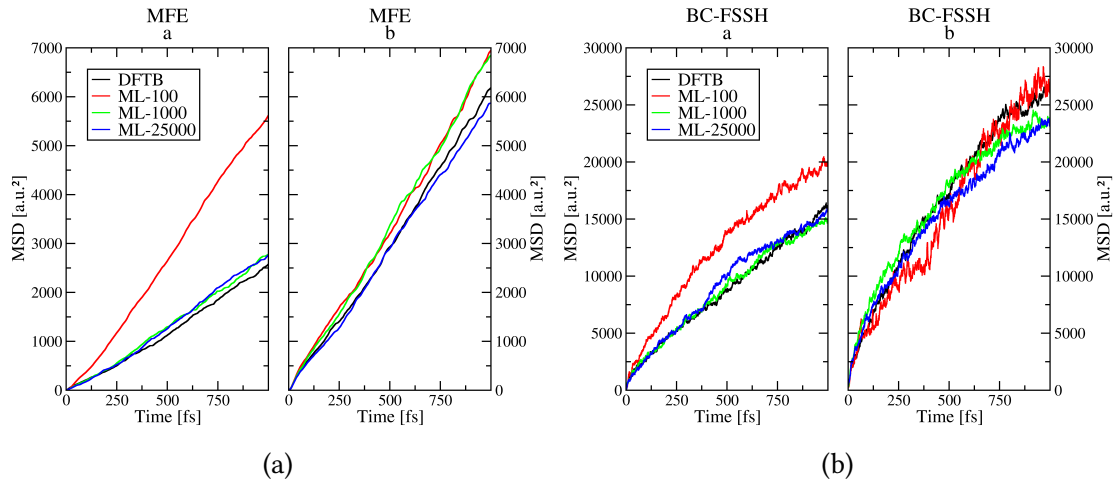 MFE
a
MFE
b
7000
6000
5000
4000
3000
2000
1000
0
MSD [a.u.²]
DFTB
ML-100
ML-1000
ML-25000
0
250
500
750
Time [fs]
0
250
500
750
Time [fs]
7000
6000
5000
4000
3000
2000
1000
0
MSD [a.u.²]
(a)
BC-FSSH
a
BC-FSSH
b
30000
25000
20000
15000
10000
5000
0
MSD [a.u.²]
DFTB
ML-100
ML-1000
ML-25000
0
250
500
750
Time [fs]
0
250
500
750
Time [fs]
30000
25000
20000
15000
10000
5000
0
MSD [a.u.²]
(b)